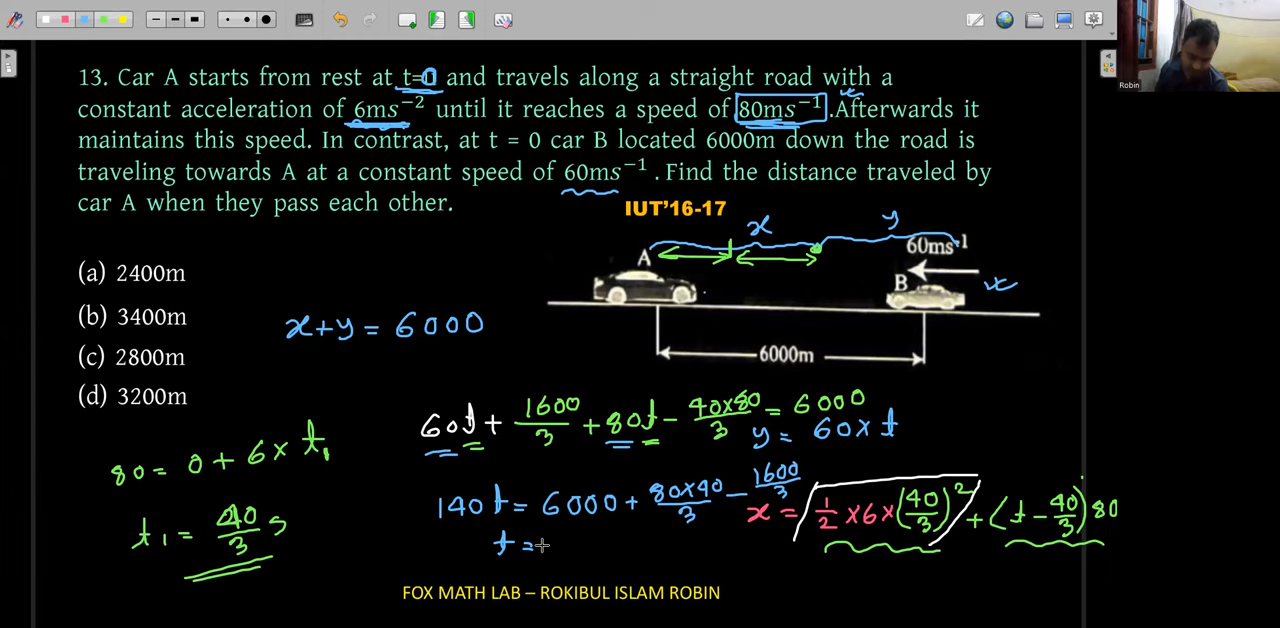 13. Car A starts from rest at t=0 and travels along a straight road with a
constant acceleration of 6ms⁻² until it reaches a speed of 80ms⁻¹ .Afterwards it
maintains this speed. In contrast, at t = 0 car B located 6000m down the road is
traveling towards A at a constant speed of 60ms⁻¹ . Find the distance traveled by
car A when they pass each other.
IUT'16-17
x
y
60ms⁻¹
A
B
x
(a) 2400m
(b) 3400m
(c) 2800m
(d) 3200m
x+y = 6000
6000m
60t + 1600/3 + 80t - 40×80/3 = 6000
y = 60×t
80 = 0 + 6 × t₁
140t = 6000 + 80×40/3 - 1600/3
x = 1/2 ×6×(40/3)² + (t - 40/3) 80
t₁ = 40/3 s
t =
FOX MATH LAB – ROKIBUL ISLAM ROBIN
Robin